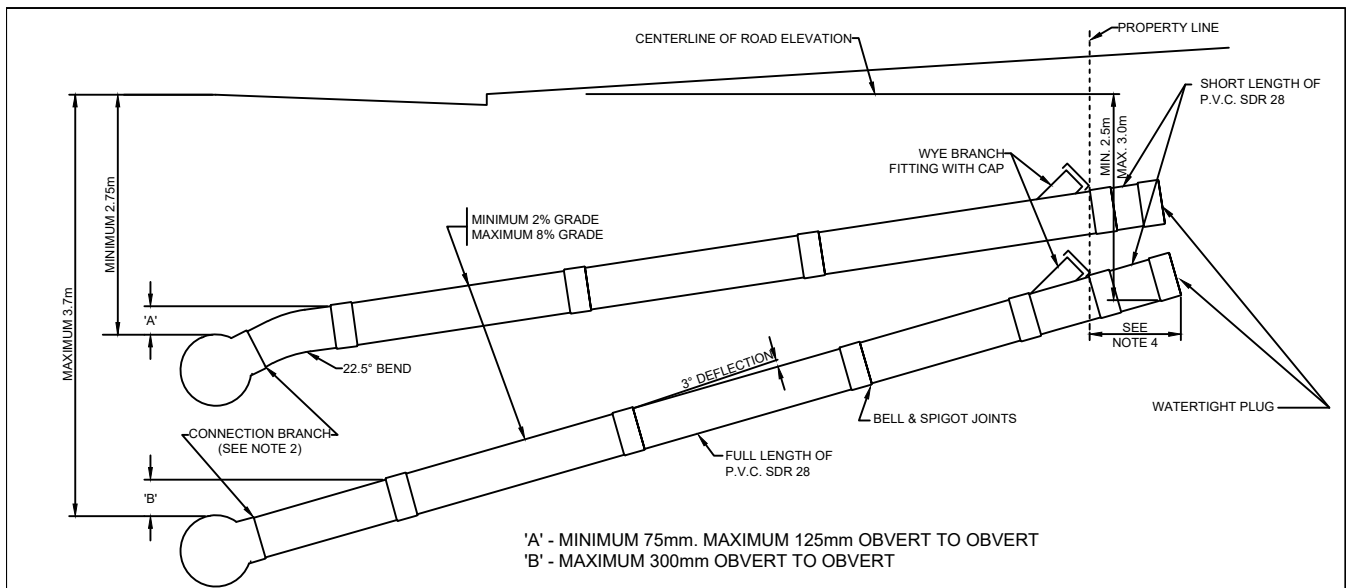 PROPERTY LINE
CENTERLINE OF ROAD ELEVATION
SHORT LENGTH OF
P.V.C. SDR 28
WYE BRANCH
FITTING WITH CAP
MIN. 2.5m
MAX. 3.0m
MINIMUM 2.75m
MAXIMUM 3.7m
MINIMUM 2% GRADE
MAXIMUM 8% GRADE
'A'
22.5° BEND
SEE
NOTE 4
3° DEFLECTION
WATERTIGHT PLUG
BELL & SPIGOT JOINTS
CONNECTION BRANCH
(SEE NOTE 2)
FULL LENGTH OF
P.V.C. SDR 28
'B'
'A' - MINIMUM 75mm. MAXIMUM 125mm OBVERT TO OBVERT
'B' - MAXIMUM 300mm OBVERT TO OBVERT